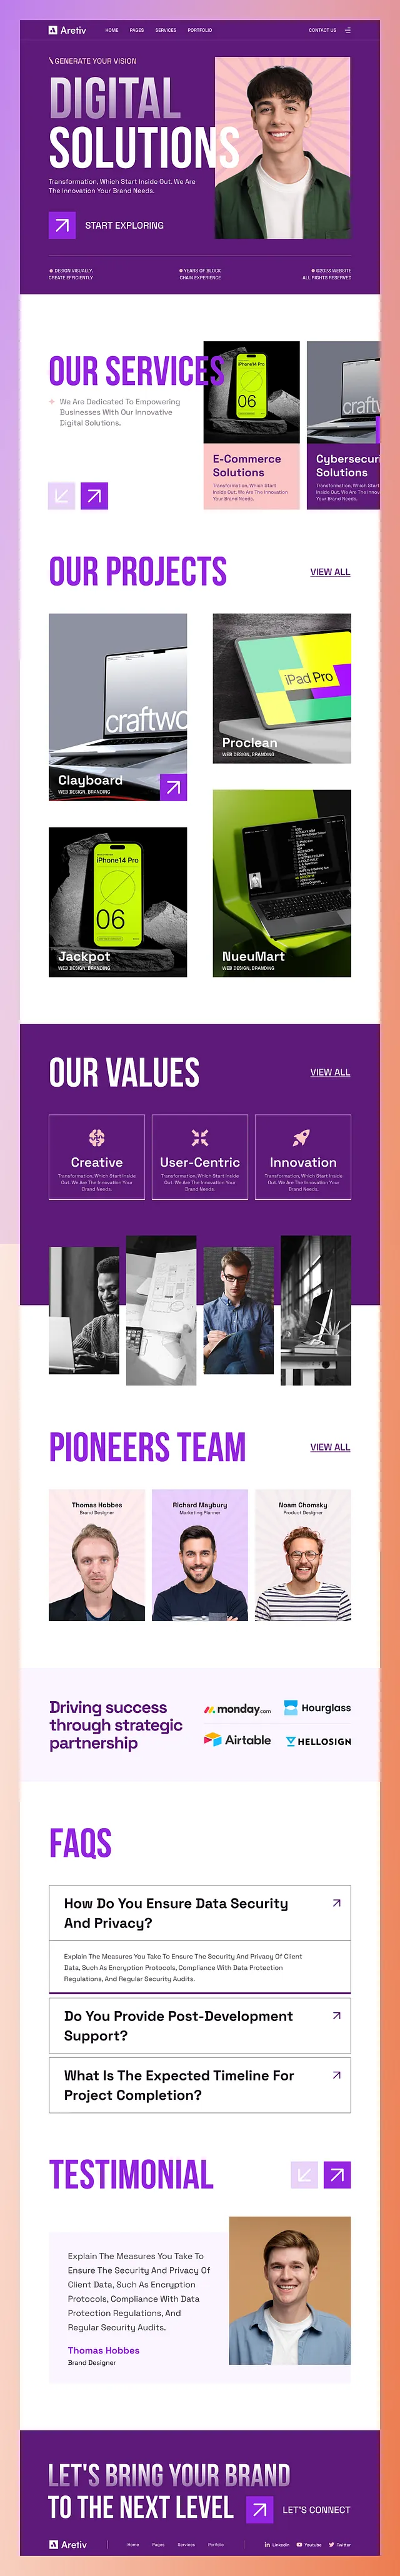 Aretiv
HOME PAGES SERVICES PORTFOLIO
CONTACT US
\ GENERATE YOUR VISION
DIGITAL
SOLUTIONS
Transformation, Which Start Inside Out. We Are
The Innovation Your Brand Needs.
START EXPLORING
DESIGN VISUALLY,
CREATE EFFICIENTLY
YEARS OF BLOCK
CHAIN EXPERIENCE
©2023 WEBSITE
ALL RIGHTS RESERVED
OUR SERVICES
We Are Dedicated To Empowering
Businesses With Our Innovative
Digital Solutions.
iPhone14 Pro
06
E-Commerce
Solutions
Transformation, Which Start
Inside Out. We Are The Innovation
Your Brand Needs.
craftw
Cybersecuri
Solutions
Transformation, Which Start
Inside Out. We Are The Innov
Your Brand Needs.
OUR PROJECTS
VIEW ALL
craftwo
Clayboard
WEB DESIGN, BRANDING
iPad Pro
Proclean
WEB DESIGN, BRANDING
iPhone14 Pro
06
Jackpot
WEB DESIGN, BRANDING
NueuMart
WEB DESIGN, BRANDING
OUR VALUES
VIEW ALL
Creative
Transformation, Which Start Inside
Out. We Are The Innovation Your
Brand Needs.
User-Centric
Transformation, Which Start Inside
Out. We Are The Innovation Your
Brand Needs.
Innovation
Transformation, Which Start Inside
Out. We Are The Innovation Your
Brand Needs.
PIONEERS TEAM
VIEW ALL
Thomas Hobbes
Brand Designer
Richard Maybury
Marketing Planner
Noam Chomsky
Product Designer
Driving success
through strategic
partnership
monday.com
Hourglass
Airtable
HELLOSIGN
FAQS
How Do You Ensure Data Security
And Privacy?
Explain The Measures You Take To Ensure The Security And Privacy Of Client
Data, Such As Encryption Protocols, Compliance With Data Protection
Regulations, And Regular Security Audits.
Do You Provide Post-Development
Support?
What Is The Expected Timeline For
Project Completion?
TESTIMONIAL
Explain The Measures You Take To
Ensure The Security And Privacy Of
Client Data, Such As Encryption
Protocols, Compliance With Data
Protection Regulations, And
Regular Security Audits.
Thomas Hobbes
Brand Designer
LET'S BRING YOUR BRAND
TO THE NEXT LEVEL
LET'S CONNECT
Aretiv
Home Pages Services Portfolio
LinkedIn Youtube Twitter